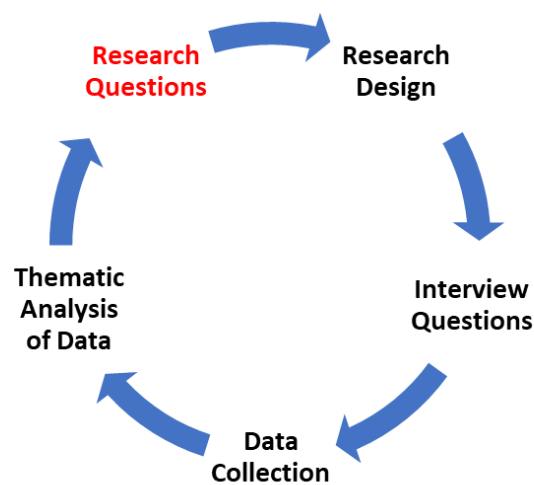 Research
Questions
Research
Design
Interview
Questions
Data
Collection
Thematic
Analysis
of Data